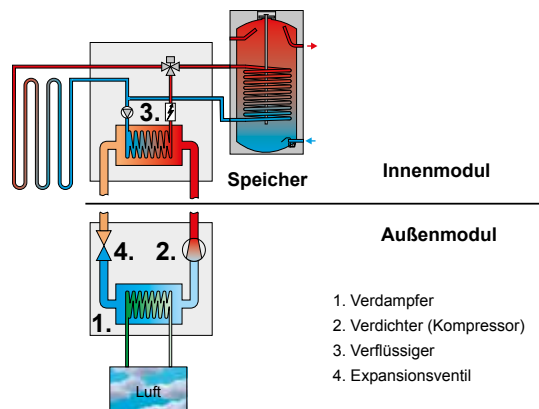 3.
Speicher
Innenmodul
Außenmodul
4.
2.
1.
Luft
1. Verdampfer
2. Verdichter (Kompressor)
3. Verflüssiger
4. Expansionsventil